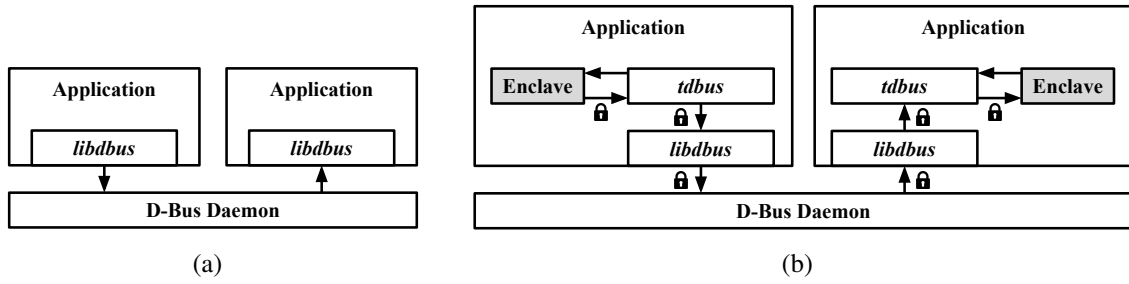 Application
Application
libdbus
libdbus
D-Bus Daemon
(a)
Application
Application
Enclave
tdbus
tdbus
Enclave
libdbus
libdbus
D-Bus Daemon
(b)